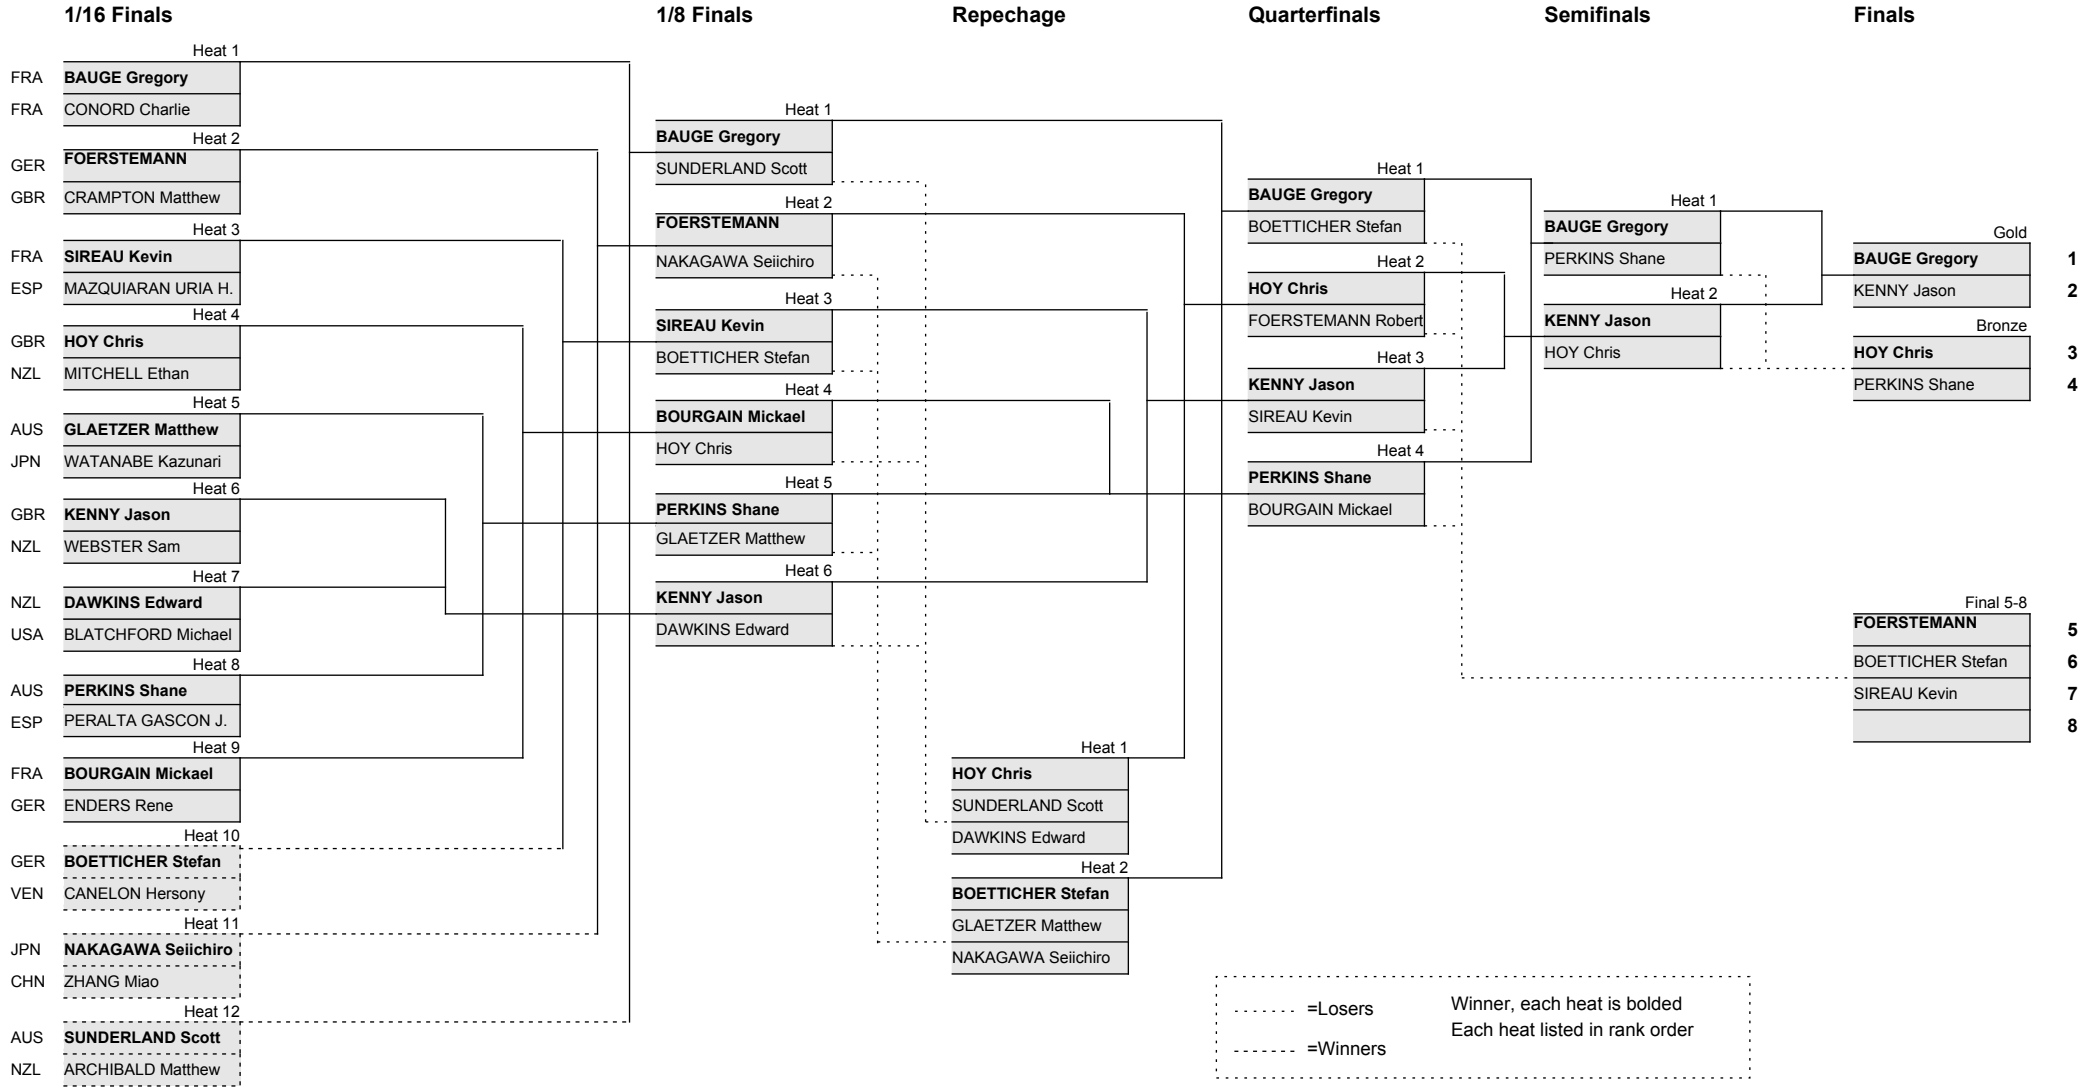 1/16 Finals
1/8 Finals
Repechage
Quarterfinals
Semifinals
Finals
Heat 1
FRA BAUGE Gregory
FRA CONORD Charlie
Heat 2
GER FOERSTEMANN
GBR CRAMPTON Matthew
Heat 3
FRA SIREAU Kevin
ESP MAZQUIARAN URIA H.
Heat 4
GBR HOY Chris
NZL MITCHELL Ethan
Heat 5
AUS GLAETZER Matthew
JPN WATANABE Kazunari
Heat 6
GBR KENNY Jason
NZL WEBSTER Sam
Heat 7
NZL DAWKINS Edward
USA BLATCHFORD Michael
Heat 8
AUS PERKINS Shane
ESP PERALTA GASCON J.
Heat 9
FRA BOURGAIN Mickael
GER ENDERS Rene
Heat 10
GER BOETTICHER Stefan
VEN CANELON Hersony
Heat 11
JPN NAKAGAWA Seiichiro
CHN ZHANG Miao
Heat 12
AUS SUNDERLAND Scott
NZL ARCHIBALD Matthew
Heat 1
BAUGE Gregory
SUNDERLAND Scott
Heat 2
FOERSTEMANN
NAKAGAWA Seiichiro
Heat 3
SIREAU Kevin
BOETTICHER Stefan
Heat 4
BOURGAIN Mickael
HOY Chris
Heat 5
PERKINS Shane
GLAETZER Matthew
Heat 6
KENNY Jason
DAWKINS Edward
Heat 1
HOY Chris
SUNDERLAND Scott
DAWKINS Edward
Heat 2
BOETTICHER Stefan
GLAETZER Matthew
NAKAGAWA Seiichiro
Heat 1
BAUGE Gregory
BOETTICHER Stefan
Heat 2
HOY Chris
FOERSTEMANN Robert
Heat 3
KENNY Jason
SIREAU Kevin
Heat 4
PERKINS Shane
BOURGAIN Mickael
Heat 1
BAUGE Gregory
PERKINS Shane
Heat 2
KENNY Jason
HOY Chris
Gold
BAUGE Gregory 1
KENNY Jason 2
Bronze
HOY Chris 3
PERKINS Shane 4
Final 5-8
FOERSTEMANN 5
BOETTICHER Stefan 6
SIREAU Kevin 7
8
=Losers
=Winners
Winner, each heat is bolded
Each heat listed in rank order